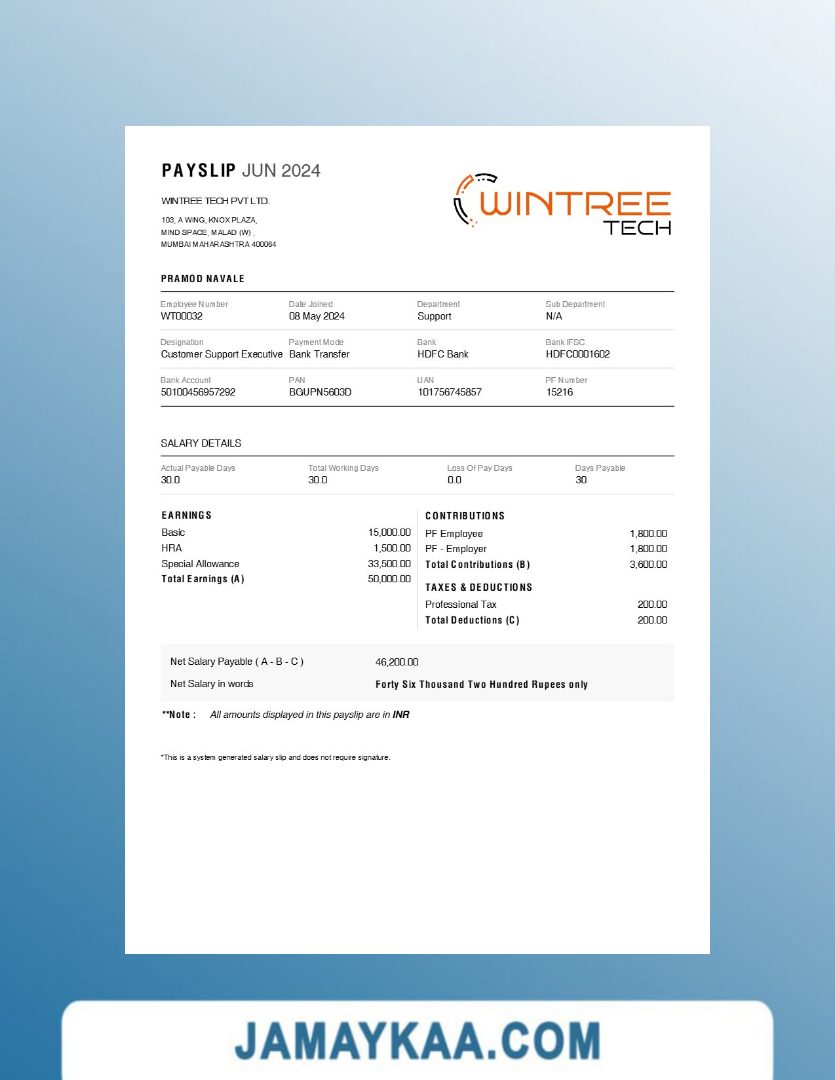 PAYSLIP JUN 2024
WINTREE TECH PVT LTD.
103, A WING, KNOX PLAZA,
MIND SPACE, MALAD (W) ,
MUMBAI MAHARASHTRA 400064
WINTREE
TECH
PRAMOD NAVALE
Employee Number Date Joined Department Sub Department
WT00032 08 May 2024 Support N/A
Designation Payment Mode Bank Bank IFSC
Customer Support Executive Bank Transfer HDFC Bank HDFC0001602
Bank Account PAN UAN PF Number
50100456957292 BGUPN5603D 101756745857 15216
SALARY DETAILS
Actual Payable Days Total Working Days Loss Of Pay Days Days Payable
30.0 30.0 0.0 30
EARNINGS
Basic 15,000.00
HRA 1,500.00
Special Allowance 33,500.00
Total Earnings (A) 50,000.00
CONTRIBUTIONS
PF Employee 1,800.00
PF - Employer 1,800.00
Total Contributions (B) 3,600.00
TAXES & DEDUCTIONS
Professional Tax 200.00
Total Deductions (C) 200.00
Net Salary Payable ( A - B - C ) 46,200.00
Net Salary in words Forty Six Thousand Two Hundred Rupees only
**Note : All amounts displayed in this payslip are in INR
*This is a system generated salary slip and does not require signature.
JAMAYKAA.COM